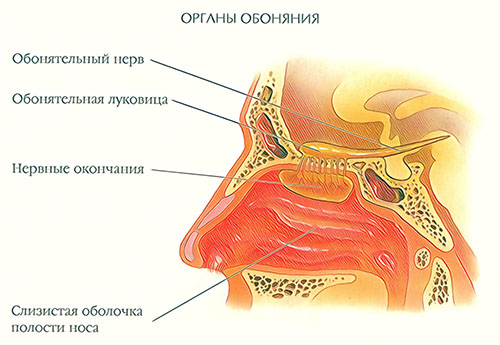 ОРГАНЫ ОБОНЯНИЯ
Обонятельный нерв
Обонятельная луковица
Нервные окончания
Слизистая оболочка
полости носа